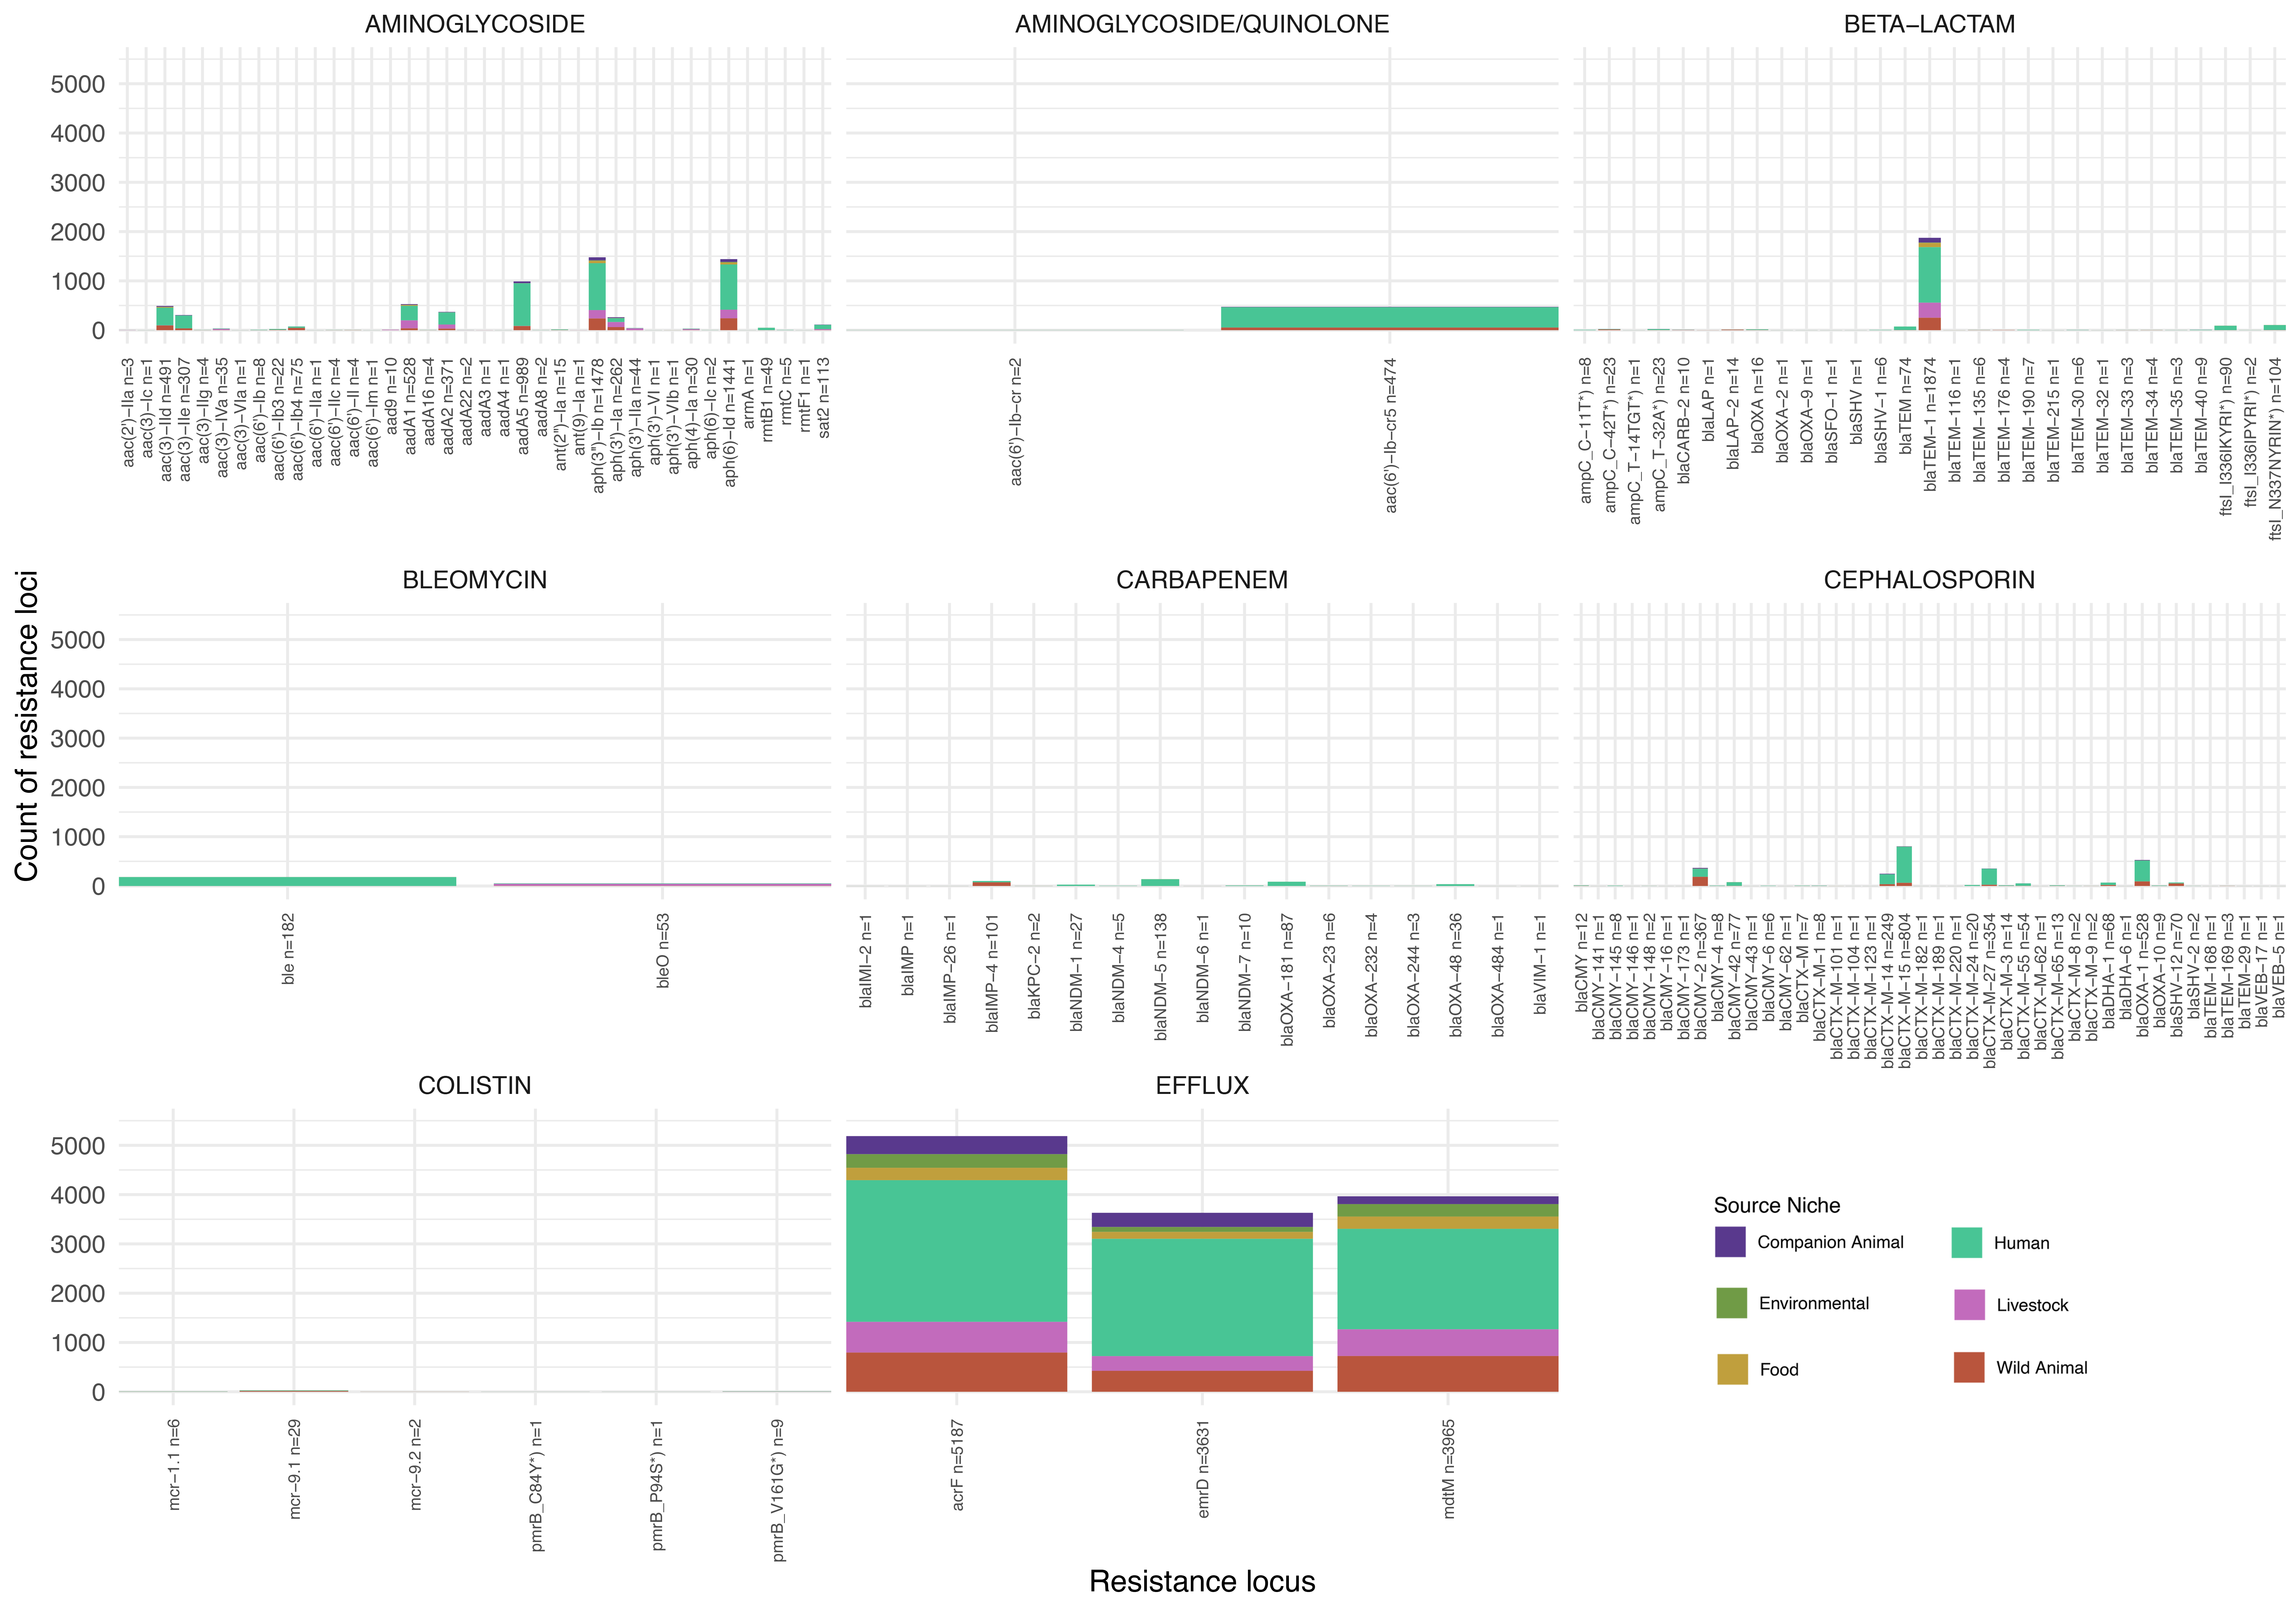 AMINOGLYCOSIDE
AMINOGLYCOSIDE/QUINOLONE
BETA−LACTAM
5000
4000
3000
2000
1000
0
aac(2')−IIa n=3
aac(3)−Ic n=1
aac(3)−IId n=491
aac(3)−IIe n=307
aac(3)−IIg n=4
aac(3)−IVa n=35
aac(3)−VIa n=1
aac(6')−Ib n=8
aac(6')−Ib3 n=22
aac(6')−Ib4 n=75
aac(6')−IIa n=1
aac(6')−IIc n=4
aac(6')−II n=4
aac(6')−Im n=1
aad9 n=10
aadA1 n=528
aadA16 n=4
aadA2 n=371
aadA22 n=2
aadA3 n=1
aadA4 n=1
aadA5 n=989
aadA8 n=2
ant(2'')−Ia n=15
ant(9)−Ia n=1
aph(3'')−Ib n=1478
aph(3')−Ia n=262
aph(3')−IIa n=44
aph(3')−VI n=1
aph(3')−VIb n=1
aph(4)−Ia n=30
aph(6)−Ic n=2
aph(6)−Id n=1441
armA n=1
rmtB1 n=49
rmtC n=5
rmtF1 n=1
sat2 n=113
aac(6')−Ib−cr n=2
aac(6')−Ib−cr5 n=474
ampC_C−11T*) n=8
ampC_C−42T*) n=23
ampC_T−14TGT*) n=1
ampC_T−32A*) n=23
blaCARB−2 n=10
blaLAP n=1
blaLAP−2 n=14
blaOXA n=16
blaOXA−2 n=1
blaOXA−9 n=1
blaSFO−1 n=1
blaSHV n=1
blaSHV−1 n=6
blaTEM n=74
blaTEM−1 n=1874
blaTEM−116 n=1
blaTEM−135 n=6
blaTEM−176 n=4
blaTEM−190 n=7
blaTEM−215 n=1
blaTEM−30 n=6
blaTEM−32 n=1
blaTEM−33 n=3
blaTEM−34 n=4
blaTEM−35 n=3
blaTEM−40 n=9
ftsI_I336IKYRI*) n=90
ftsI_I336IPYRI*) n=2
ftsI_N337NYRIN*) n=104
Count of resistance loci
BLEOMYCIN
CARBAPENEM
CEPHALOSPORIN
5000
4000
3000
2000
1000
0
ble n=182
bleO n=53
blaIMI−2 n=1
blaIMP n=1
blaIMP−26 n=1
blaIMP−4 n=101
blaKPC−2 n=2
blaNDM−1 n=27
blaNDM−4 n=5
blaNDM−5 n=138
blaNDM−6 n=1
blaNDM−7 n=10
blaOXA−181 n=87
blaOXA−23 n=6
blaOXA−232 n=4
blaOXA−244 n=3
blaOXA−48 n=36
blaOXA−484 n=1
blaVIM−1 n=1
blaCMY n=12
blaCMY−141 n=1
blaCMY−145 n=8
blaCMY−146 n=1
blaCMY−148 n=2
blaCMY−16 n=1
blaCMY−173 n=1
blaCMY−2 n=367
blaCMY−4 n=8
blaCMY−42 n=77
blaCMY−43 n=1
blaCMY−6 n=6
blaCMY−62 n=1
blaCTX−M n=7
blaCTX−M−1 n=8
blaCTX−M−101 n=1
blaCTX−M−104 n=1
blaCTX−M−123 n=1
blaCTX−M−14 n=249
blaCTX−M−15 n=804
blaCTX−M−182 n=1
blaCTX−M−189 n=1
blaCTX−M−220 n=1
blaCTX−M−24 n=20
blaCTX−M−27 n=354
blaCTX−M−3 n=14
blaCTX−M−55 n=54
blaCTX−M−62 n=1
blaCTX−M−65 n=13
blaCTX−M−8 n=2
blaCTX−M−9 n=2
blaDHA−1 n=68
blaDHA−6 n=1
blaOXA−1 n=528
blaOXA−10 n=9
blaSHV−12 n=70
blaSHV−2 n=2
blaTEM−168 n=1
blaTEM−169 n=3
blaTEM−29 n=1
blaVEB−17 n=1
blaVEB−5 n=1
COLISTIN
EFFLUX
5000
4000
3000
2000
1000
0
mcr−1.1 n=6
mcr−9.1 n=29
mcr−9.2 n=2
pmrB_C84Y*) n=1
pmrB_P94S*) n=1
pmrB_V161G*) n=9
acrF n=5187
emrD n=3631
mdtM n=3965
Source Niche
Companion Animal
Human
Environmental
Livestock
Food
Wild Animal
Resistance locus